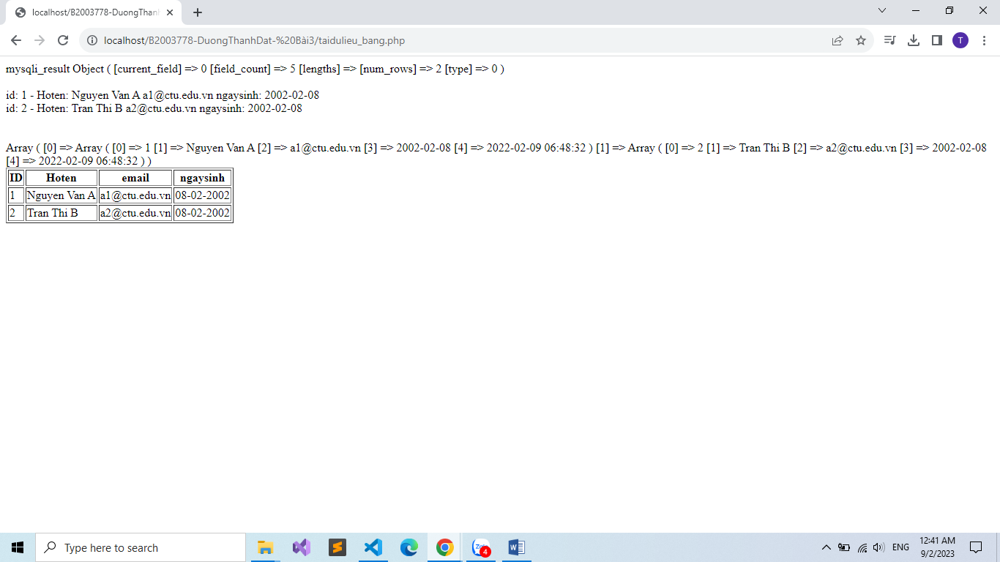 localhost/B2003778-DuongThanh
localhost/B2003778-DuongThanhDat-%20Bài3/taidulieu_bang.php
T
mysqli_result Object ( [current_field] => 0 [field_count] => 5 [lengths] => [num_rows] => 2 [type] => 0 )
id: 1 - Hoten: Nguyen Van A a1@ctu.edu.vn ngaysinh: 2002-02-08
id: 2 - Hoten: Tran Thi B a2@ctu.edu.vn ngaysinh: 2002-02-08
Array ( [0] => Array ( [0] => 1 [1] => Nguyen Van A [2] => a1@ctu.edu.vn [3] => 2002-02-08 [4] => 2022-02-09 06:48:32 ) [1] => Array ( [0] => 2 [1] => Tran Thi B [2] => a2@ctu.edu.vn [3] => 2002-02-08
[4] => 2022-02-09 06:48:32 ) )
ID Hoten email ngaysinh
1 Nguyen Van A a1@ctu.edu.vn 08-02-2002
2 Tran Thi B a2@ctu.edu.vn 08-02-2002
Type here to search
4
ENG
12:41 AM
9/2/2023